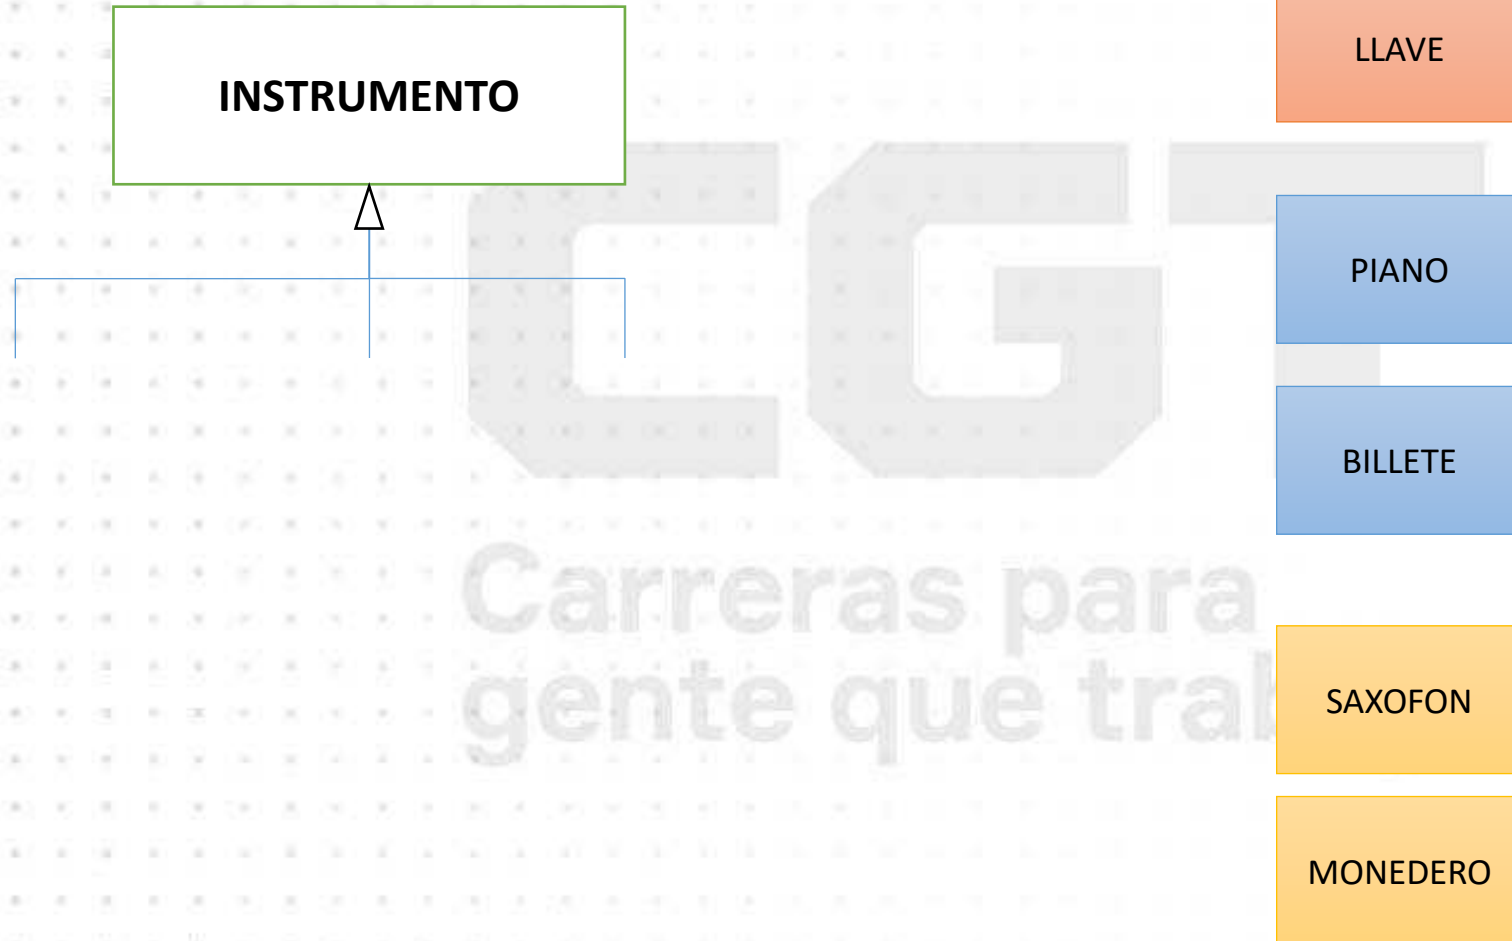 INSTRUMENTO
LLAVE
PIANO
BILLETE
SAXOFON
MONEDERO
CGT
Carreras para
gente que trab